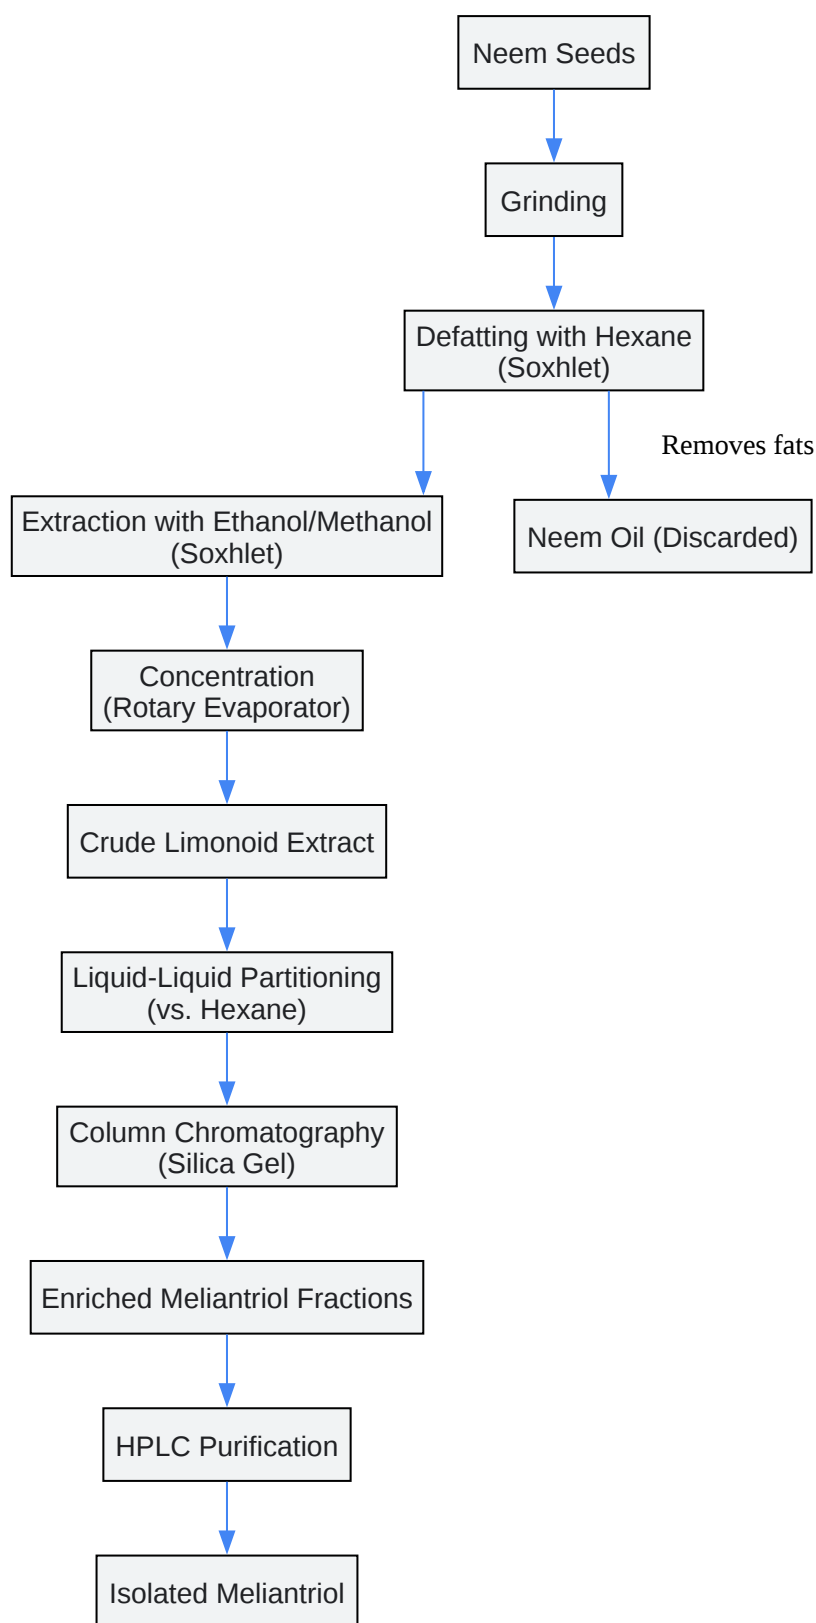 Neem Seeds
Grinding
Defatting with Hexane
(Soxhlet)
Removes fats
Extraction with Ethanol/Methanol
(Soxhlet)
Neem Oil (Discarded)
Concentration
(Rotary Evaporator)
Crude Limonoid Extract
Liquid-Liquid Partitioning
(vs. Hexane)
Column Chromatography
(Silica Gel)
Enriched Meliantriol Fractions
HPLC Purification
Isolated Meliantriol